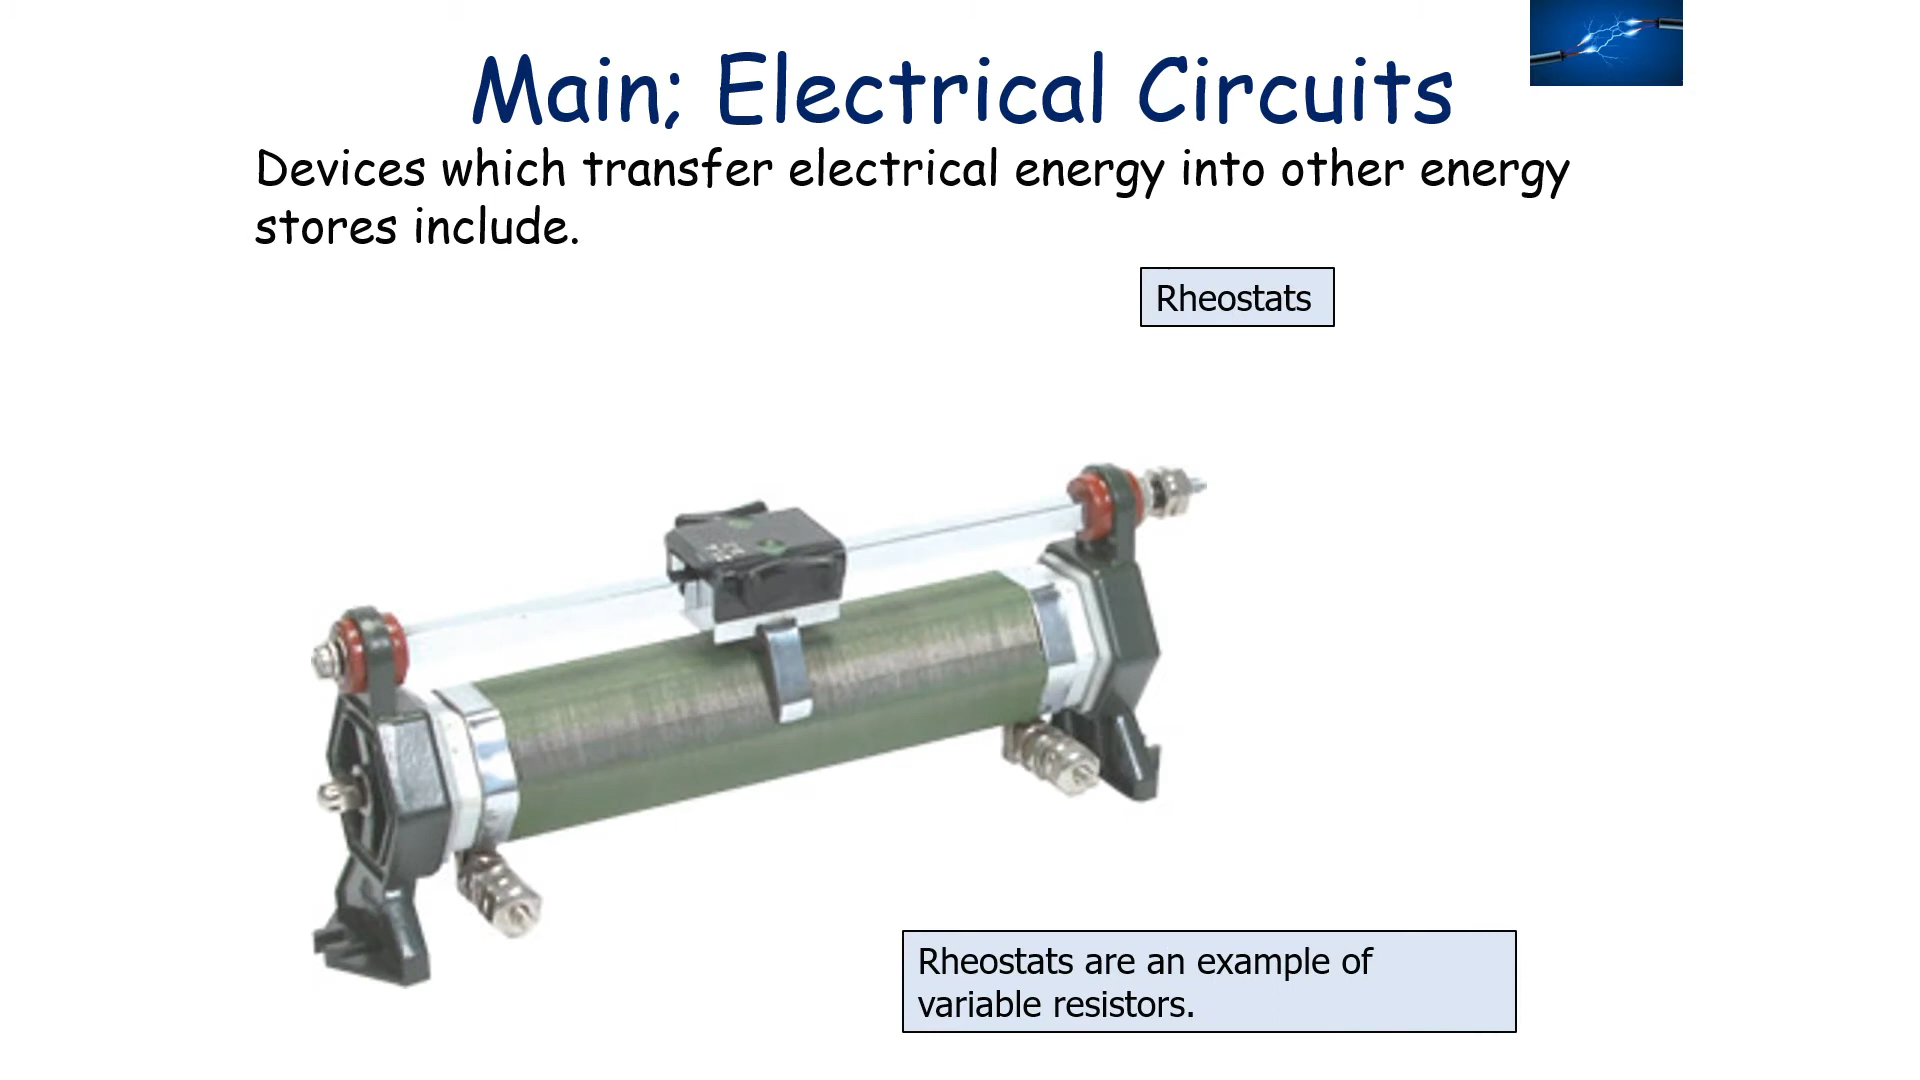 Main; Electrical Circuits
Devices which transfer electrical energy into other energy
stores include.
Rheostats
Rheostats are an example of
variable resistors.